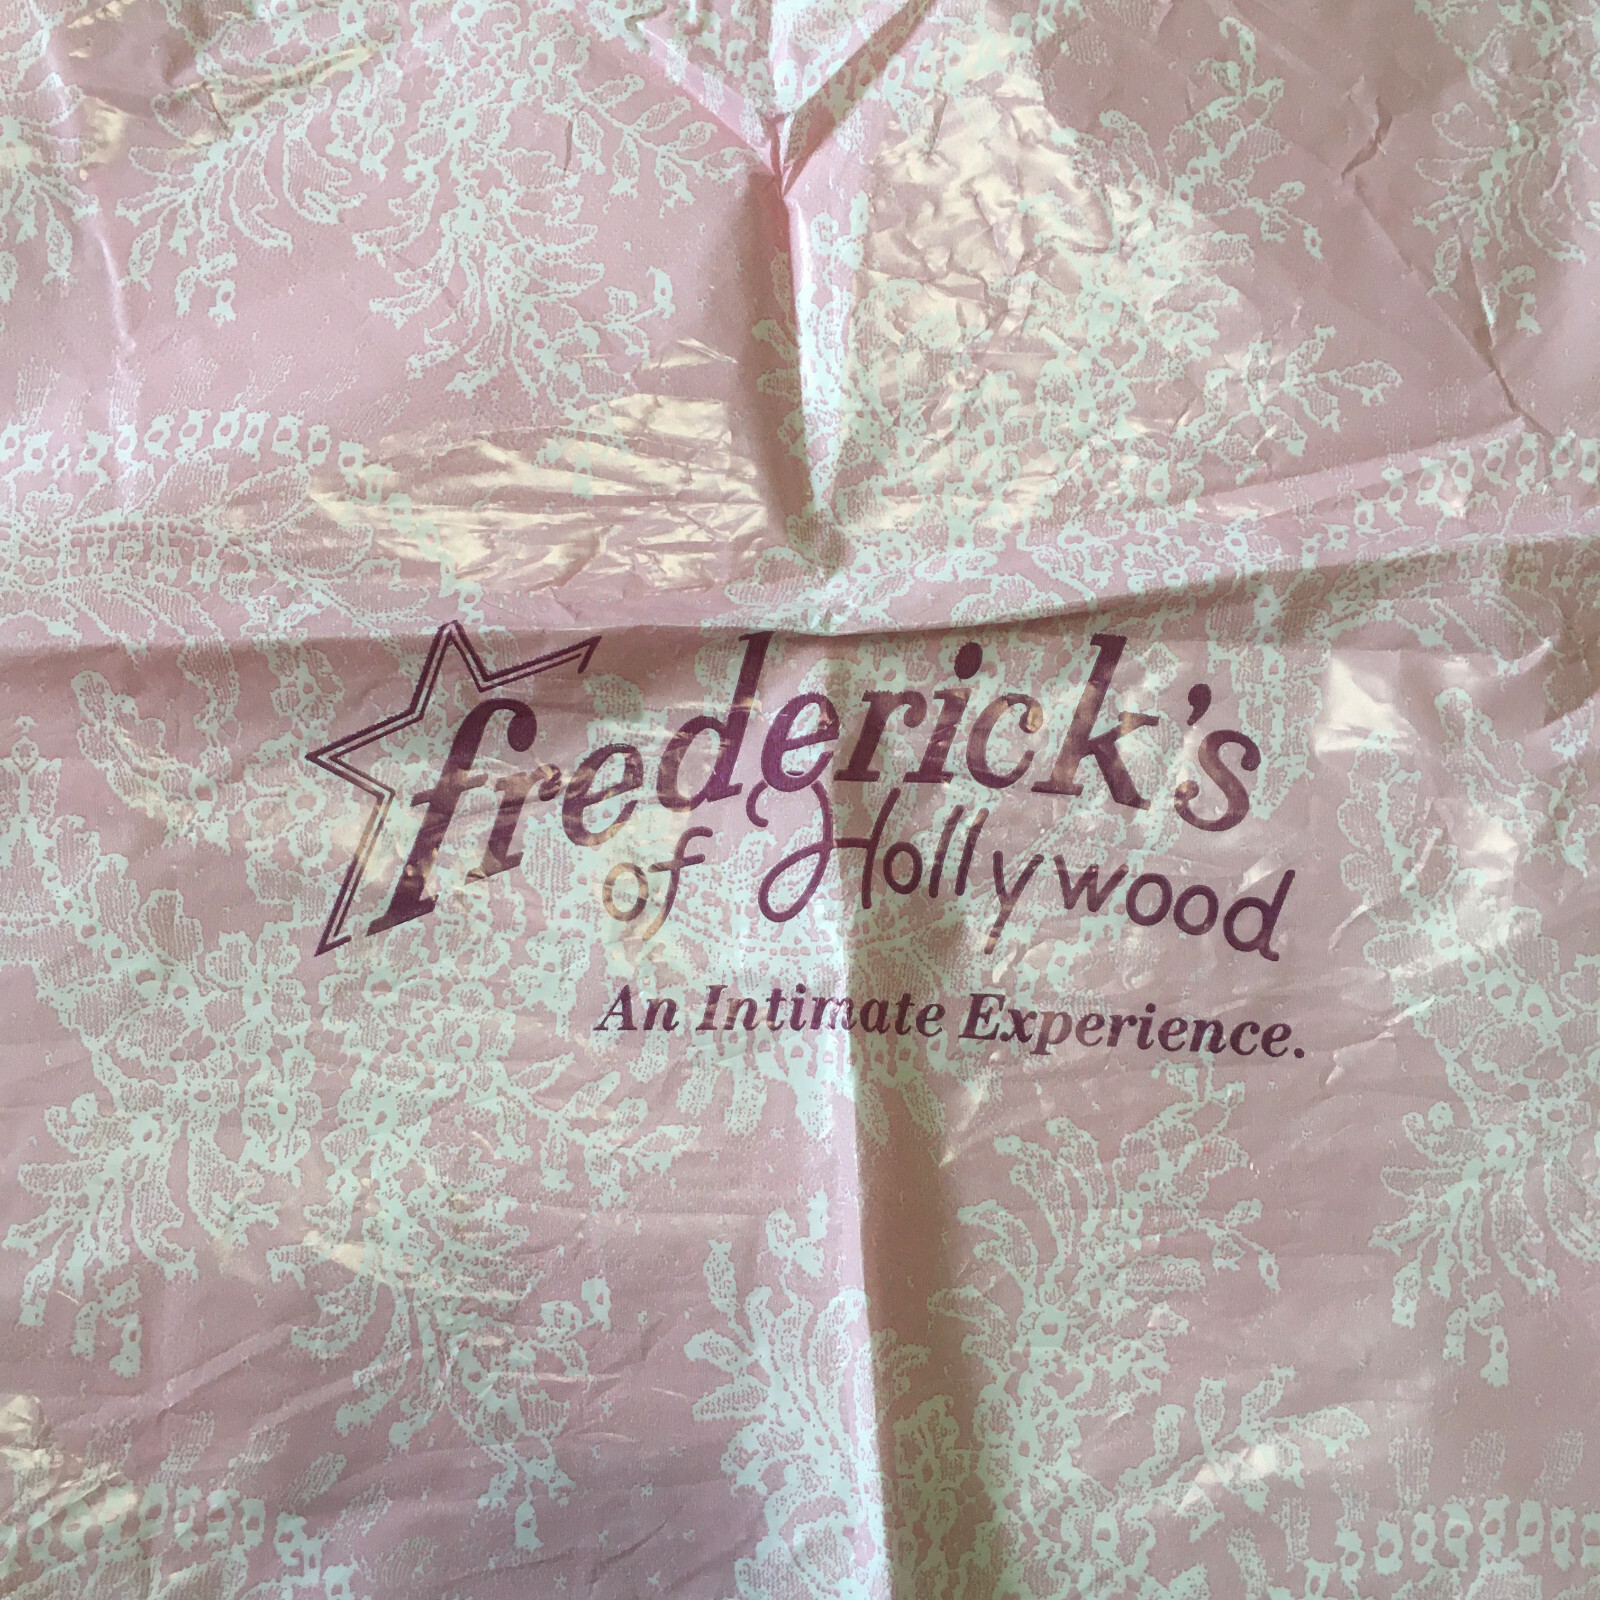 frederick's
of Hollywood
An Intimate Experience.